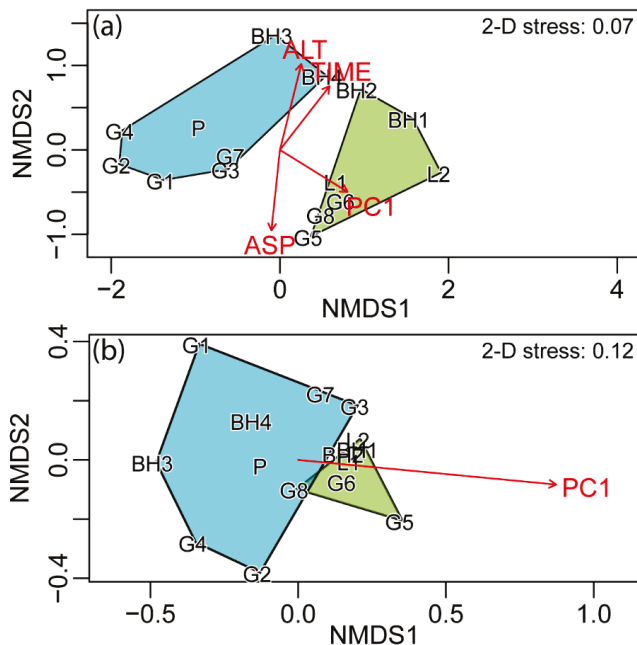 (a)
2-D stress: 0.07
BH3
ALT
TIME
BH4
BH2
BH1
G4
P
G7
G2
G3
G1
L2
L1
G6
PC1
G8
G5
ASP
NMDS2
1.0
0.0
−1.0
−2
0
2
4
NMDS1
(b)
2-D stress: 0.12
G1
G7
G3
BH4
L2
BH1
BH2
BH3
P
L1
G6
G8
PC1
G5
G4
G2
NMDS2
0.4
0.0
−0.4
−0.5
0.0
0.5
1.0
NMDS1